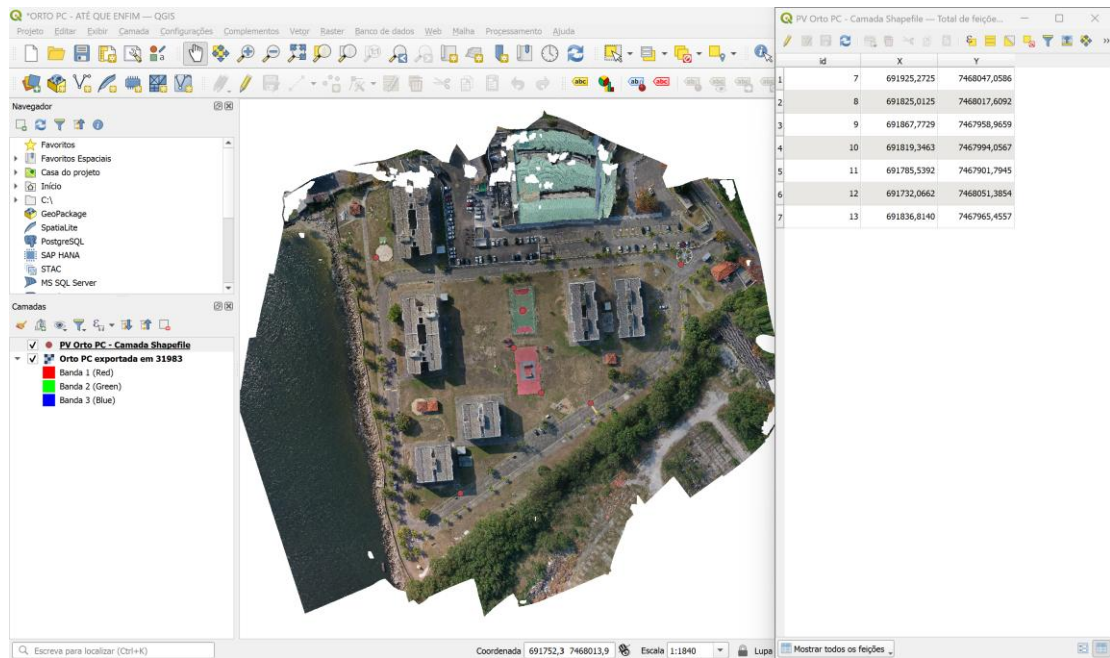 *ORTO PC - ATÉ QUE ENFIM — QGIS
Projeto Editar Exibir Camada Configurações Complementos Vetor Raster Banco de dados Web Malha Processamento Ajuda
Navegador
Favoritos
Favoritos Espaciais
Casa do projeto
Início
C:\
GeoPackage
SpatiaLite
PostgreSQL
SAP HANA
STAC
MS SQL Server
Camadas
PV Orto PC - Camada Shapefile
Orto PC exportada em 31983
Banda 1 (Red)
Banda 2 (Green)
Banda 3 (Blue)
Escreva para localizar (Ctrl+K)
Coordenada 691752,3 7468013,9 Escala 1:1840 Lupa
PV Orto PC - Camada Shapefile — Total de feiçõe...
id X Y
1 7 691925,2725 7468047,0586
2 8 691825,0125 7468017,6092
3 9 691867,7729 7467958,9659
4 10 691819,3463 7467994,0567
5 11 691785,5392 7467901,7945
6 12 691732,0662 7468051,3854
7 13 691836,8140 7467965,4557
Mostrar todos os feições